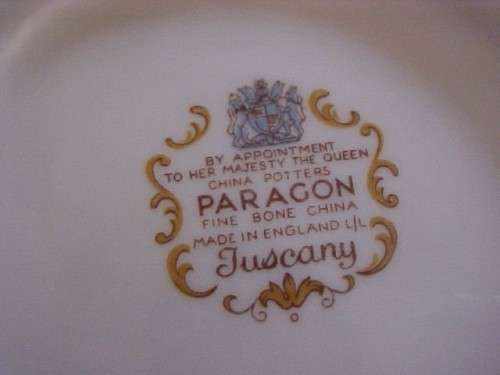 BY APPOINTMENT
TO HER MAJESTY THE QUEEN
CHINA POTTERS
PARAGON
FINE BONE CHINA
MADE IN ENGLAND L/L
Tuscany